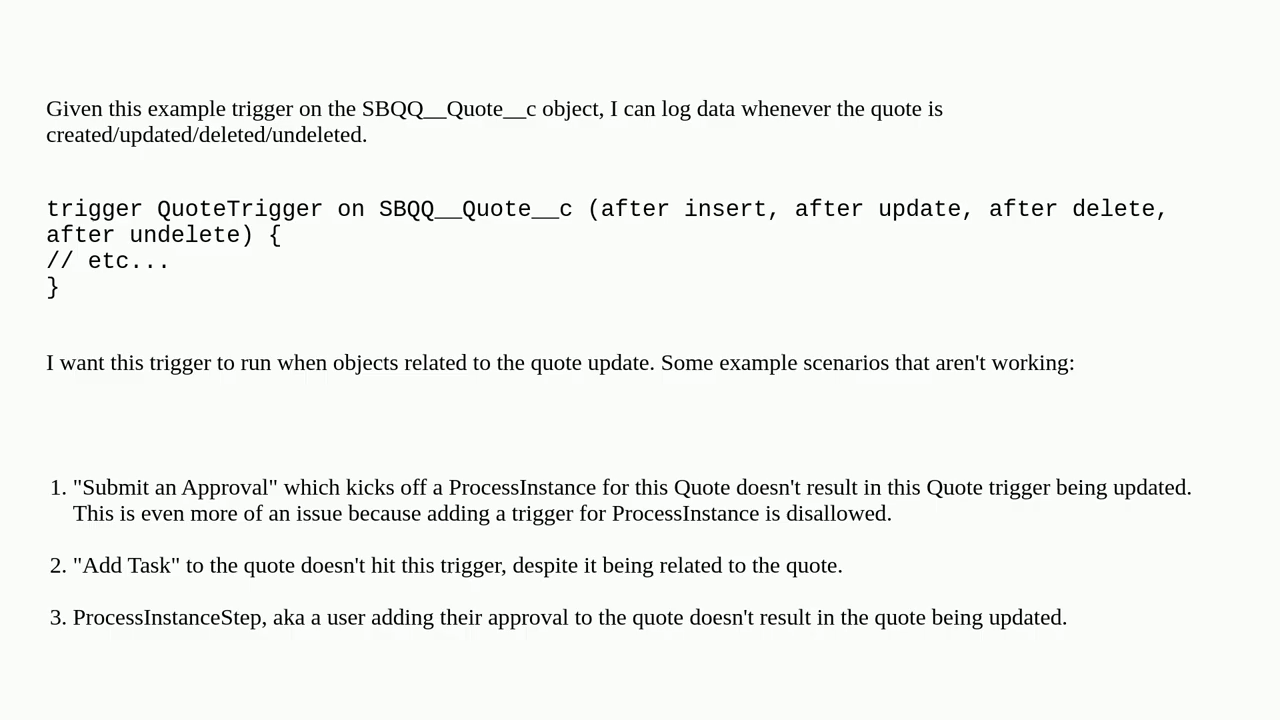 Given this example trigger on the SBQQ__Quote__c object, I can log data whenever the quote is
created/updated/deleted/undeleted.
trigger QuoteTrigger on SBQQ__Quote__c (after insert, after update, after delete,
after undelete) {
// etc...
}
I want this trigger to run when objects related to the quote update. Some example scenarios that aren't working:
1. "Submit an Approval" which kicks off a ProcessInstance for this Quote doesn't result in this Quote trigger being updated.
This is even more of an issue because adding a trigger for ProcessInstance is disallowed.
2. "Add Task" to the quote doesn't hit this trigger, despite it being related to the quote.
3. ProcessInstanceStep, aka a user adding their approval to the quote doesn't result in the quote being updated.